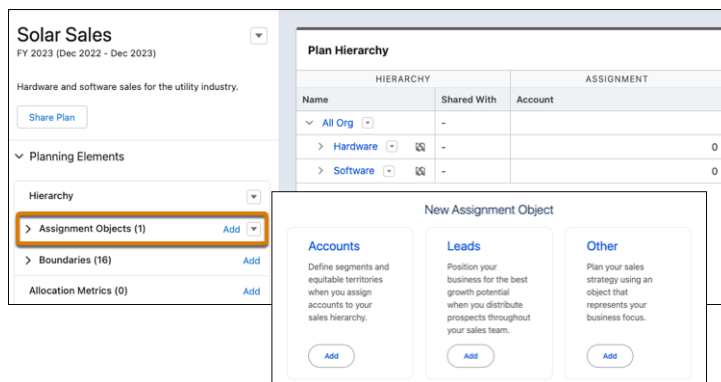 Solar Sales
FY 2023 (Dec 2022 - Dec 2023)
Hardware and software sales for the utility industry.
Share Plan
Planning Elements
Hierarchy
Assignment Objects (1) Add
Boundaries (16) Add
Allocation Metrics (0) Add
Plan Hierarchy
HIERARCHY ASSIGNMENT
Name Shared With Account
All Org -
Hardware - 0
Software - 0
New Assignment Object
Accounts
Define segments and
equitable territories
when you assign
accounts to your
sales hierarchy.
Add
Leads
Position your
business for the best
growth potential
when you distribute
prospects throughout
your sales team.
Add
Other
Plan your sales
strategy using an
object that
represents your
business focus.
Add